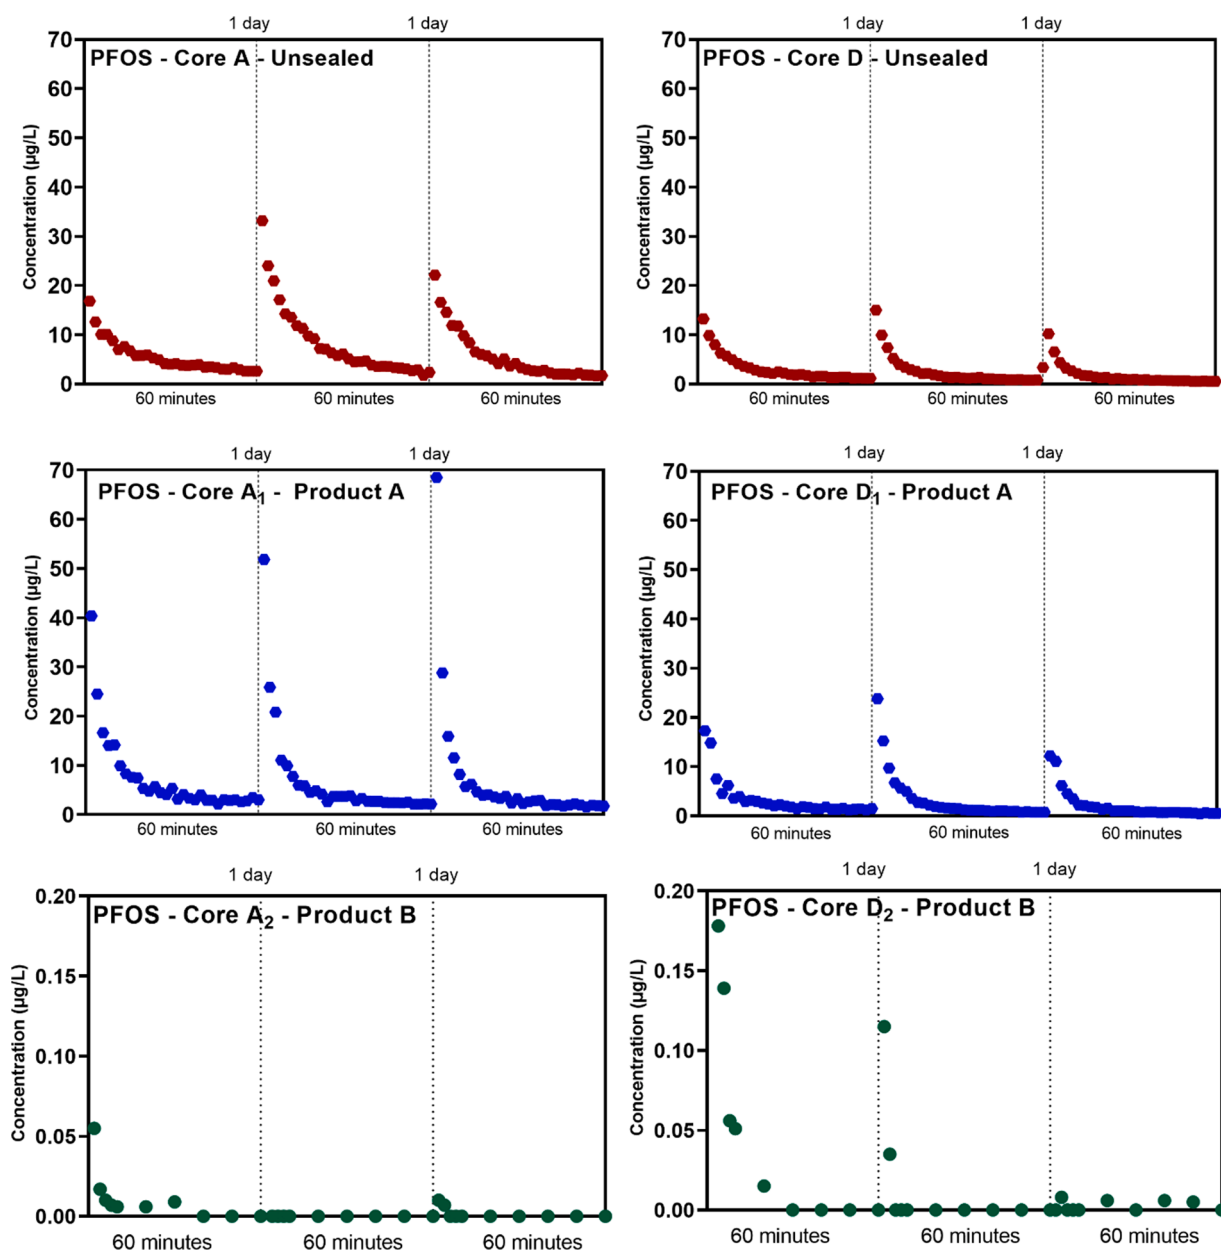 1 day 1 day
PFOS - Core A - Unsealed
Concentration (µg/L)
70
60
50
40
30
20
10
0
60 minutes 60 minutes 60 minutes
1 day 1 day
PFOS - Core D - Unsealed
Concentration (µg/L)
70
60
50
40
30
20
10
0
60 minutes 60 minutes 60 minutes
1 day 1 day
PFOS - Core A₁ - Product A
Concentration (µg/L)
70
60
50
40
30
20
10
0
60 minutes 60 minutes 60 minutes
1 day 1 day
PFOS - Core D₁ - Product A
Concentration (µg/L)
70
60
50
40
30
20
10
0
60 minutes 60 minutes 60 minutes
1 day 1 day
PFOS - Core A₂ - Product B
Concentration (µg/L)
0.20
0.15
0.10
0.05
0.00
60 minutes 60 minutes 60 minutes
1 day 1 day
PFOS - Core D₂ - Product B
Concentration (µg/L)
0.20
0.15
0.10
0.05
0.00
60 minutes 60 minutes 60 minutes